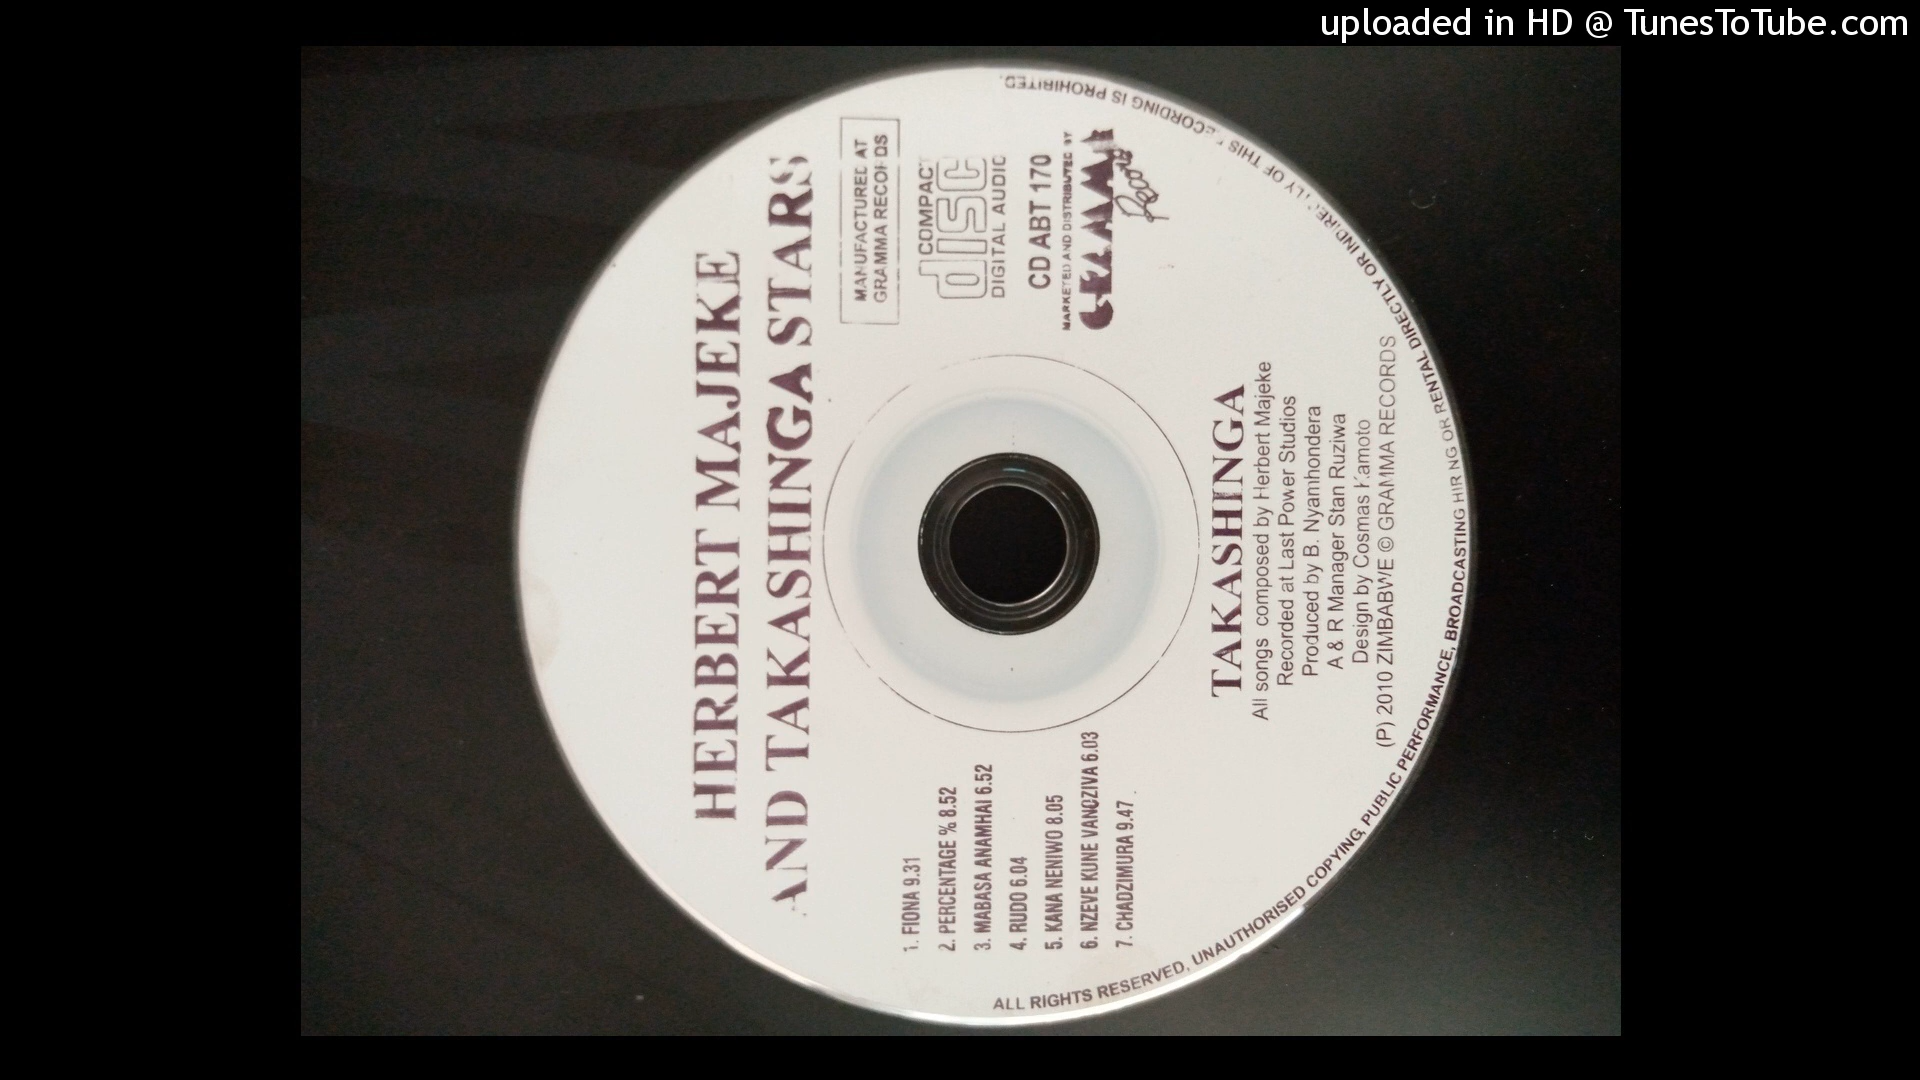 uploaded in HD @ TunesToTube.com
HERBERT MAJEKE
AND TAKASHINGA STARS
MANUFACTURED AT
GRAMMA RECORDS
COMPACT
disc
DIGITAL AUDIO
CD ABT 170
MARKETED AND DISTRIBUTED BY
GRAMMA
Records
1. FIONA 9.31
2. PERCENTAGE % 8.52
3. MABASA ANAMHAI 6.52
4. RUDO 6.04
5. KANA NENIWO 8.05
6. NZEVE KUNE VANOZIVA 6.03
7. CHADZIMURA 9.47
TAKASHINGA
All songs composed by Herbert Majeke
Recorded at Last Power Studios
Produced by B. Nyamhondera
A & R Manager Stan Ruziwa
Design by Cosmas Kamoto
(P) 2010 ZIMBABWE © GRAMMA RECORDS
ALL RIGHTS RESERVED, UNAUTHORISED COPYING, PUBLIC PERFORMANCE, BROADCASTING HIRING OR RENTAL DIRECTLY OR INDIRECTLY OF THIS RECORDING IS PROHIBITED.